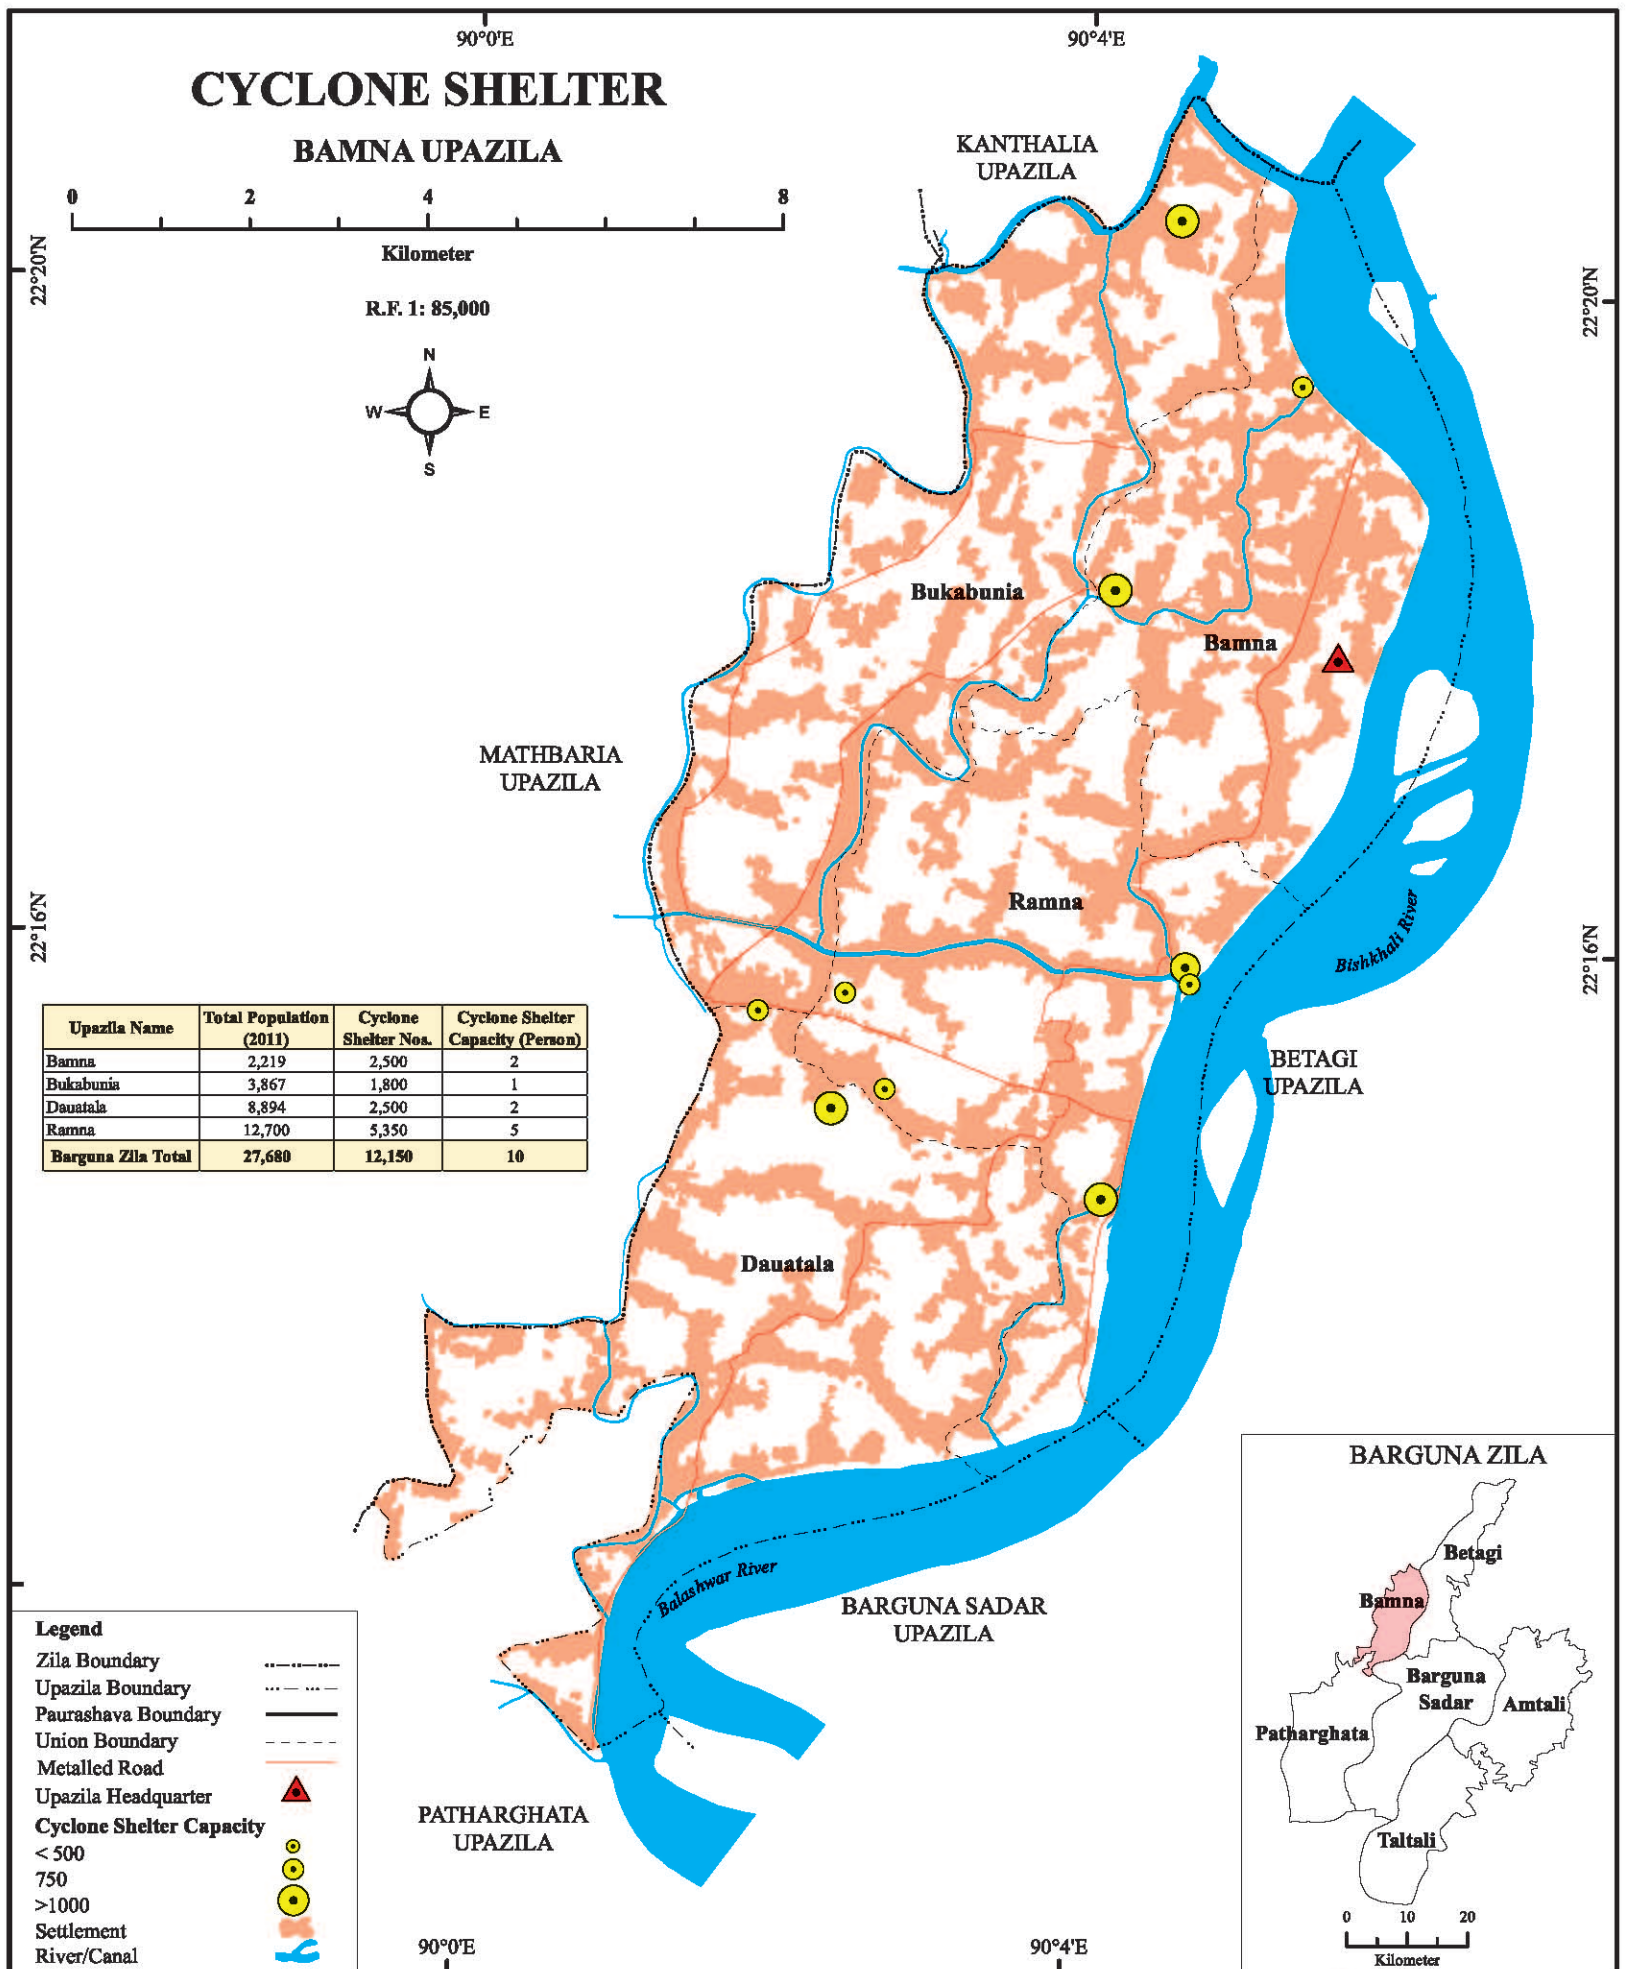 90°0'E
90°4'E
CYCLONE SHELTER
BAMNA UPAZILA
0 2 4 8
Kilometer
R.F. 1: 85,000
N
W E
S
22°20'N
22°20'N
KANTHALIA
UPAZILA
Bukabunia
Bamna
MATHBARIA
UPAZILA
Ramna
22°16'N
22°16'N
Bishkhali River
Upazila Name Total Population (2011) Cyclone Shelter Nos. Cyclone Shelter Capacity (Person)
Bamna 2,219 2,500 2
Bukabunia 3,867 1,800 1
Dauatala 8,894 2,500 2
Ramna 12,700 5,350 5
Barguna Zila Total 27,680 12,150 10
BETAGI
UPAZILA
Dauatala
Balashwar River
BARGUNA SADAR
UPAZILA
PATHARGHATA
UPAZILA
Legend
Zila Boundary
Upazila Boundary
Paurashava Boundary
Union Boundary
Metalled Road
Upazila Headquarter
Cyclone Shelter Capacity
< 500
750
>1000
Settlement
River/Canal
90°0'E
90°4'E
BARGUNA ZILA
Betagi
Bamna
Barguna
Sadar
Amtali
Patharghata
Taltali
0 10 20
Kilometer